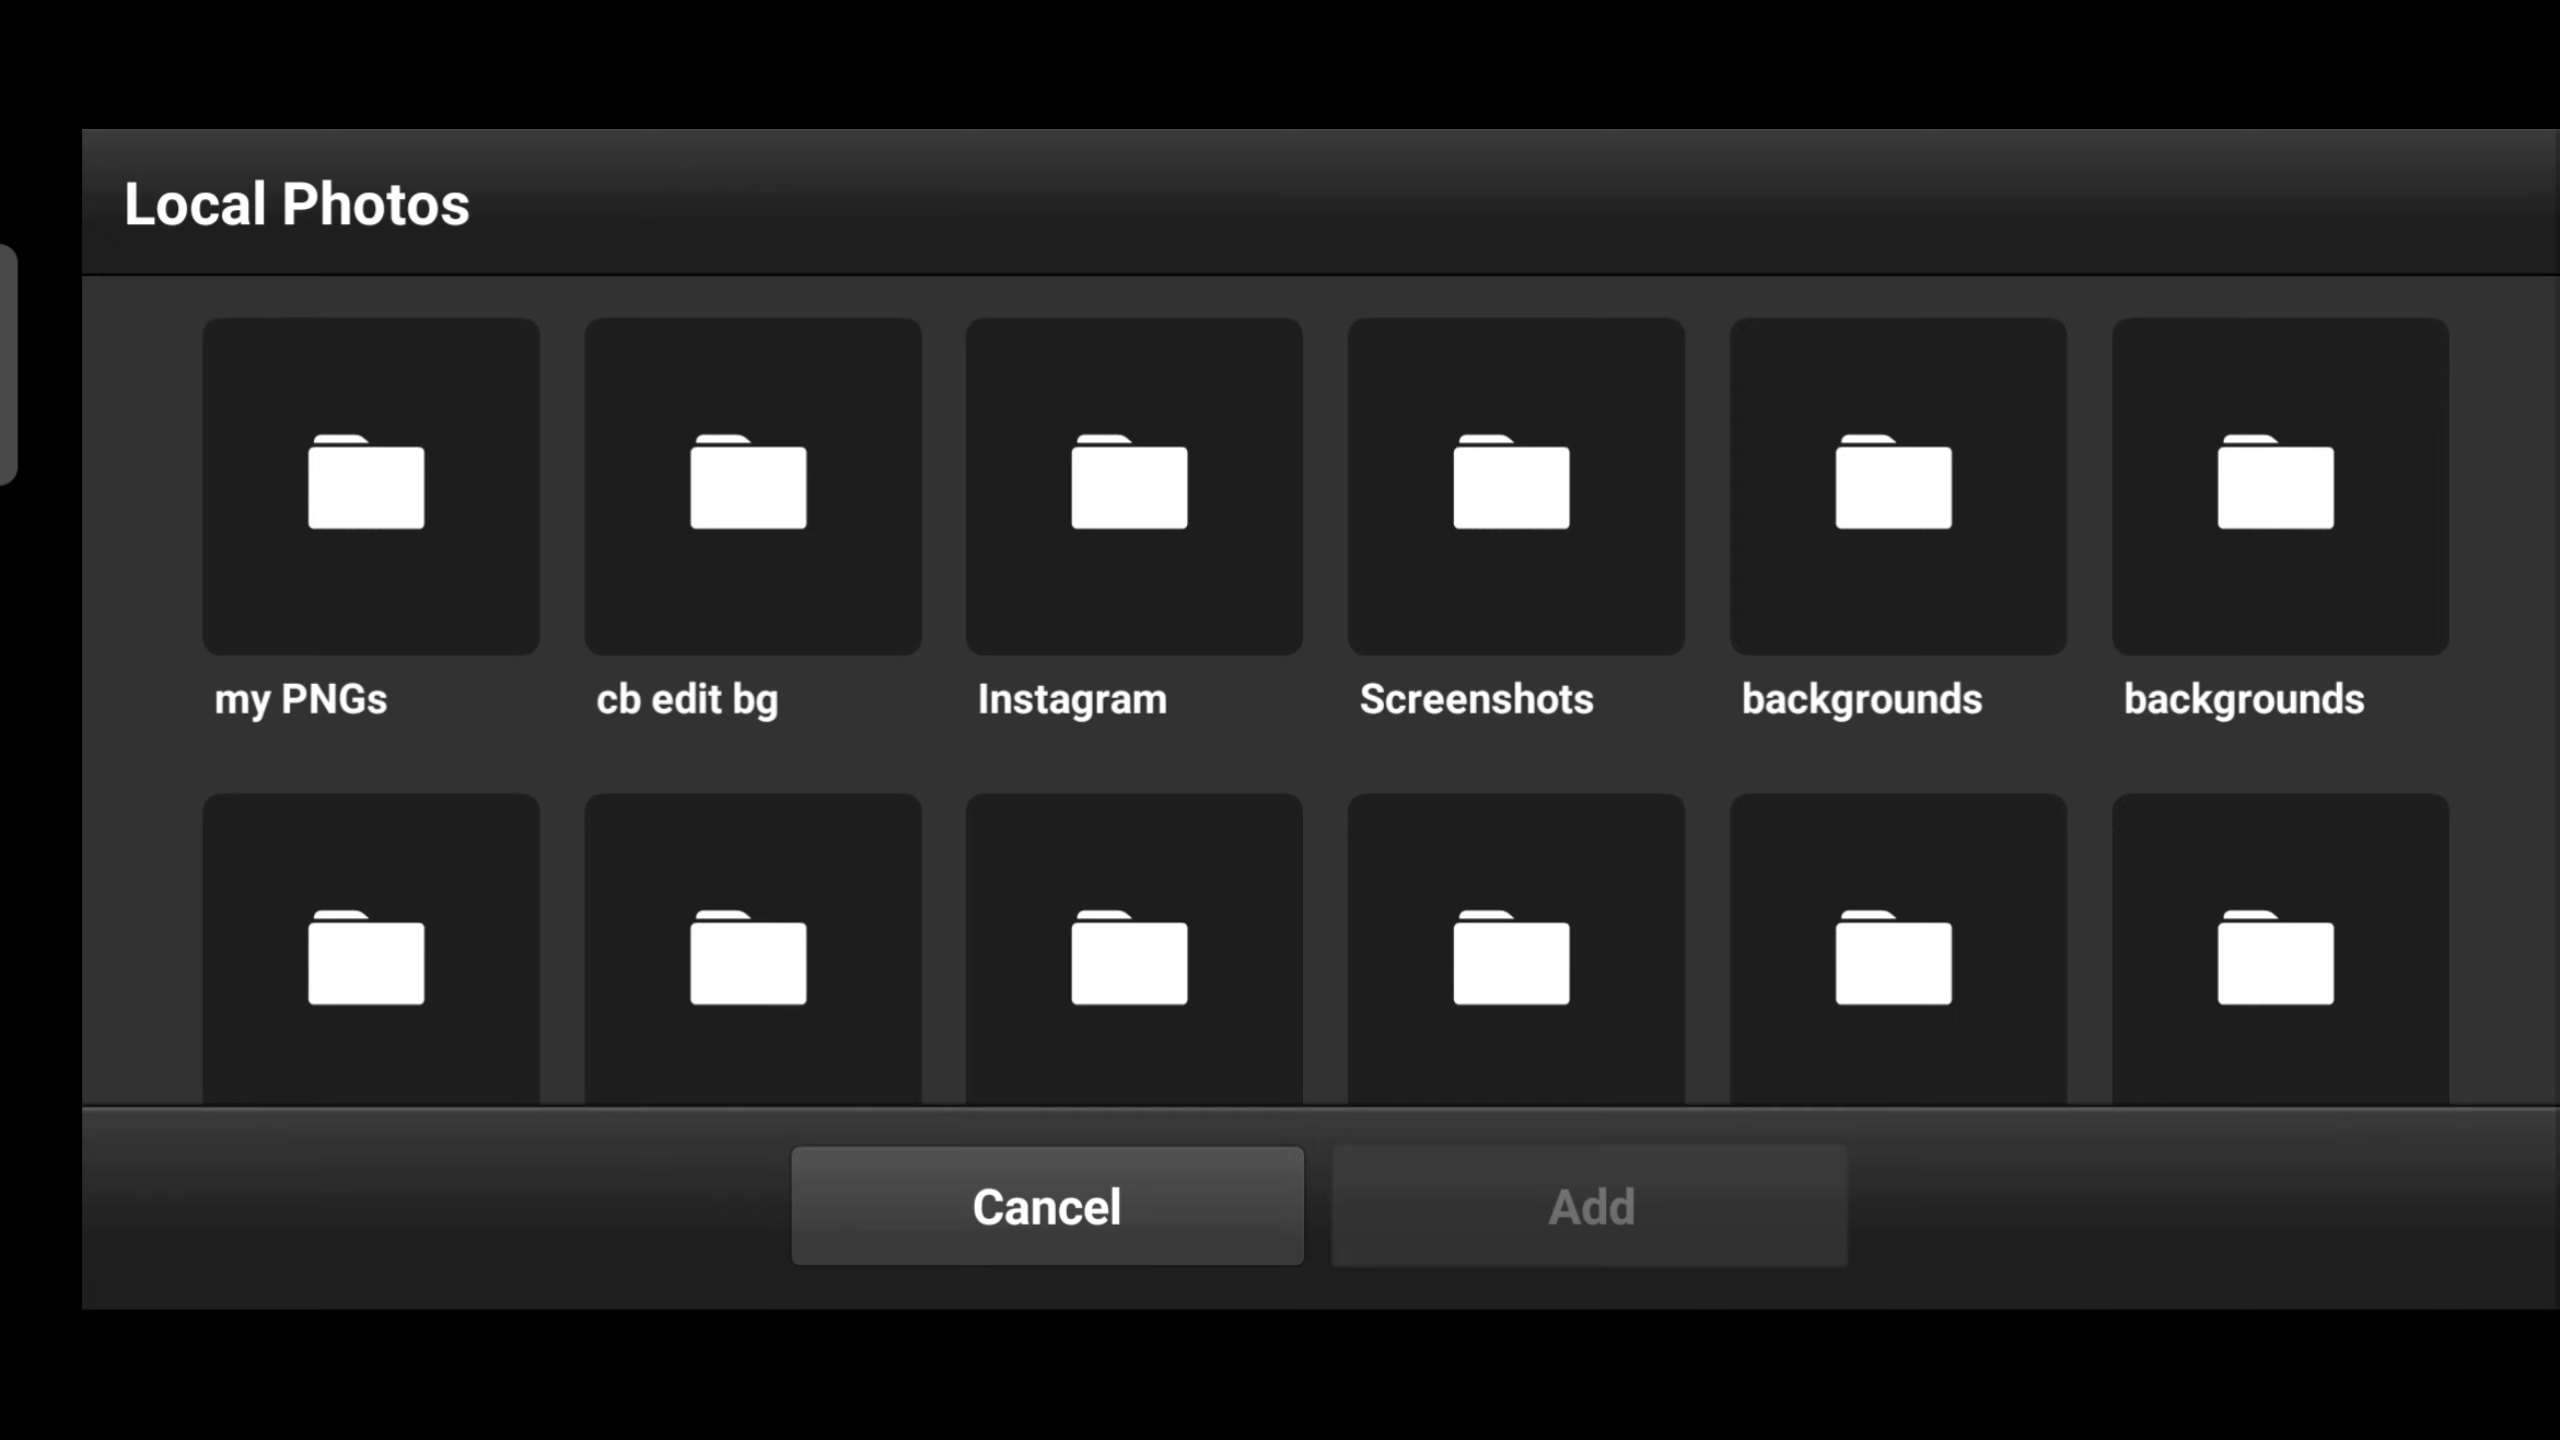 Local Photos
my PNGs
cb edit bg
Instagram
Screenshots
backgrounds
backgrounds
Cancel
Add